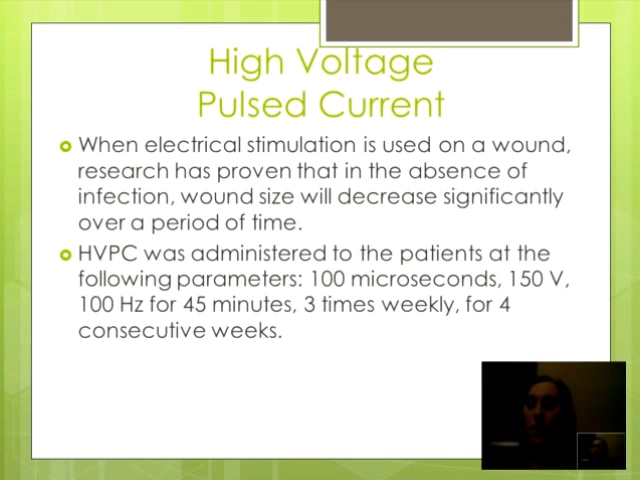 High Voltage
Pulsed Current
When electrical stimulation is used on a wound,
research has proven that in the absence of
infection, wound size will decrease significantly
over a period of time.
HVPC was administered to the patients at the
following parameters: 100 microseconds, 150 V,
100 Hz for 45 minutes, 3 times weekly, for 4
consecutive weeks.